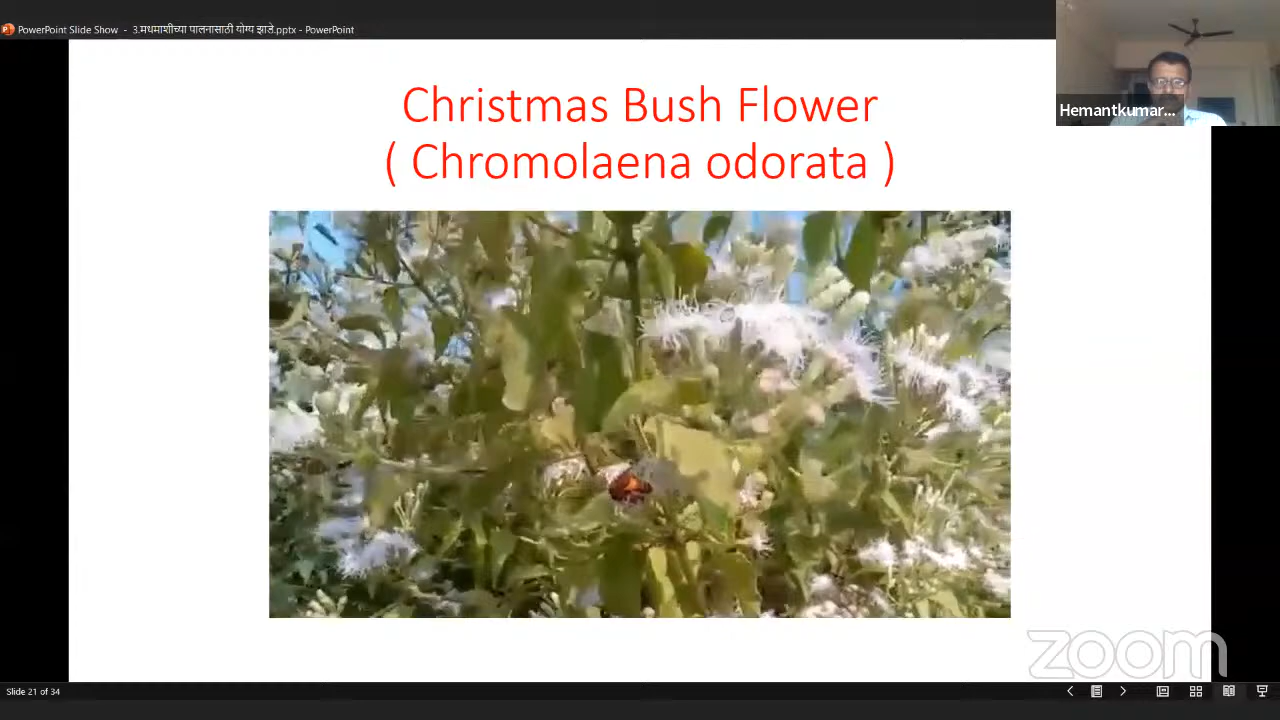 PowerPoint Slide Show - 3.मधमाशीच्या पालनासाठी योग्य झाडे.pptx - PowerPoint
Hemantkumar...
Christmas Bush Flower
( Chromolaena odorata )
zoom
Slide 21 of 34